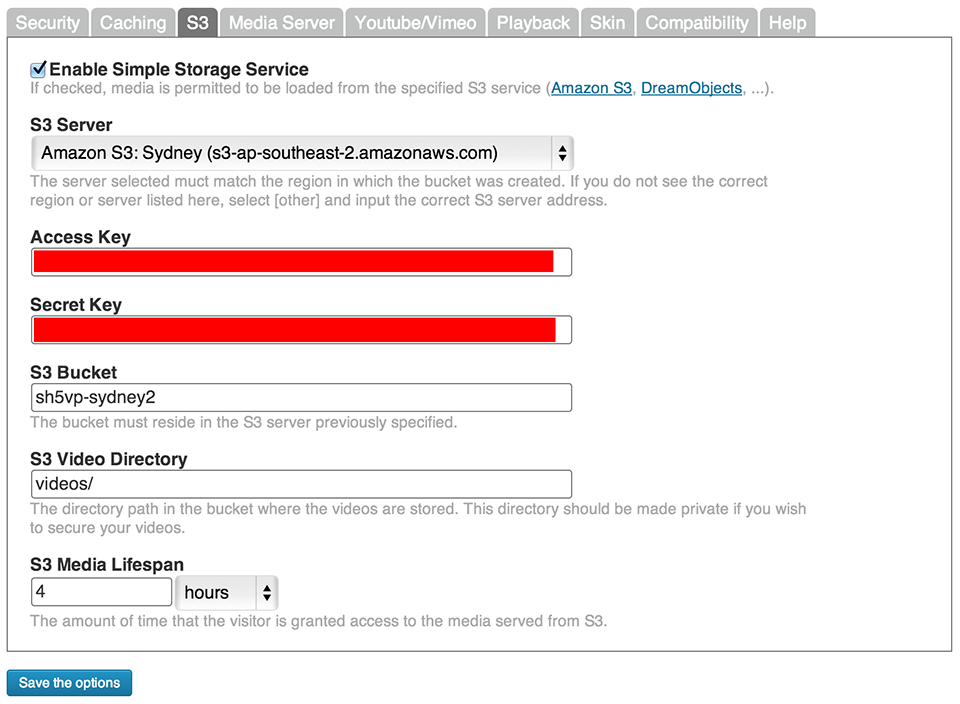 Security Caching S3 Media Server Youtube/Vimeo Playback Skin Compatibility Help
Enable Simple Storage Service
If checked, media is permitted to be loaded from the specified S3 service (Amazon S3, DreamObjects, ...).
S3 Server
Amazon S3: Sydney (s3-ap-southeast-2.amazonaws.com)
The server selected muct match the region in which the bucket was created. If you do not see the correct
region or server listed here, select [other] and input the correct S3 server address.
Access Key
Secret Key
S3 Bucket
sh5vp-sydney2
The bucket must reside in the S3 server previously specified.
S3 Video Directory
videos/
The directory path in the bucket where the videos are stored. This directory should be made private if you wish
to secure your videos.
S3 Media Lifespan
4 hours
The amount of time that the visitor is granted access to the media served from S3.
Save the options